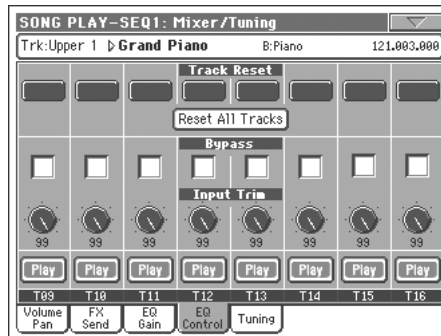 SONG PLAY-SEQ1: Mixer/Tuning
Trk:Upper 1 Grand Piano B:Piano 121.003.000
Track Reset
Reset All Tracks
Bypass
Input Trim
99 99 99 99 99 99 99 99
Play Play Play Play Play Play Play Play
T09 T10 T11 T12 T13 T14 T15 T16
Volume Pan FX Send EQ Gain EQ Control Tuning